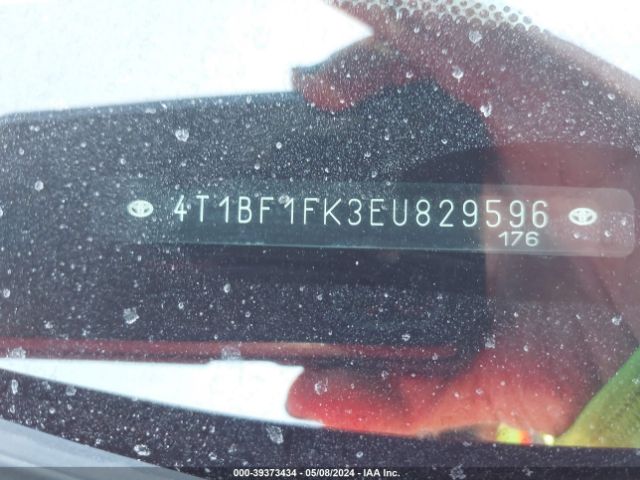 4T1BF1FK3EU829596
176
000-39373434 - 05/08/2024 - IAA Inc.